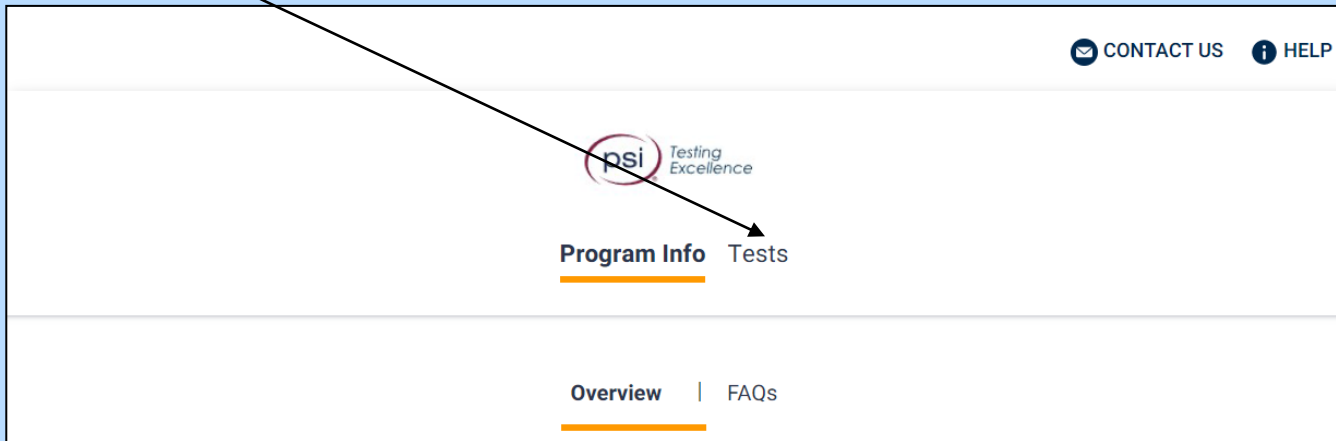 CONTACT US HELP
psi Testing
Excellence
Program Info Tests
Overview | FAQs